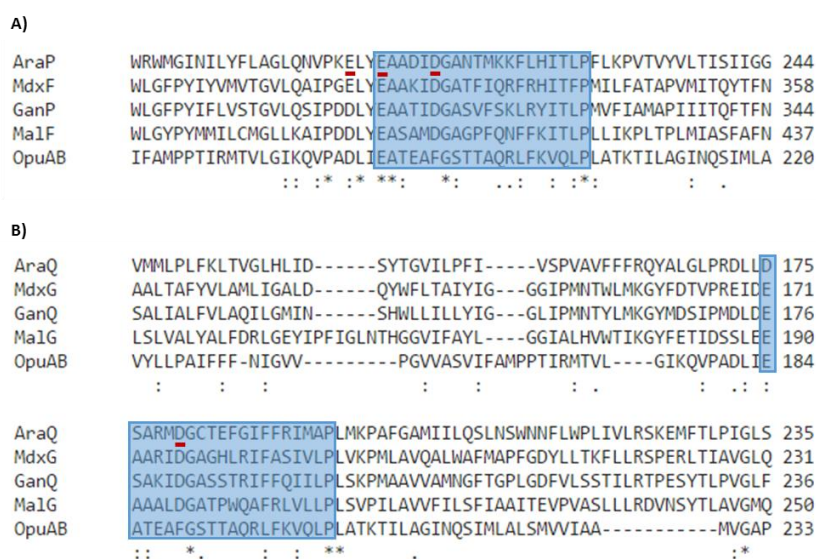 A)
AraP WRWMGINILYFLAGLQNVPKELYEAADIDGANTMKKFLHITLPFLKPVTVYVLTISIIGG 244
MdxF WLGFPYIYVMVTGVLQAIPGELYEAAKIDGATFIQRFRHITFPMILFATAPVMITQYTFN 358
GanP WLGFPYIFLVSTGVLQSIPDDLYEAATIDGASVFSKLRYITLPMVFIAMAPIIITQFTFN 344
MalF WLGYPYMMILCMGLLKAIPDDLYEASAMDGAGPFQNFFKITLPLLIKPLTPLMIASFAFN 437
OpuAB IFAMPPTIRMTVLGIKQVPADLIEATEAFGSTTAQRLFKVQLPLATKTILAGINQSIMLA 220
:: :* :* **: *: ..: : :*: : .
B)
AraQ VMMLPLFKLTVGLHLID------SYTGVILPFI-----VSPVAVFFFRQYALGLPRDLLD 175
MdxG AALTAFYVLAMLIGALD------QYWFLTAIYIG---GGIPMNTWLMKGYFDTVPREIDE 171
GanQ SALIALFVLAQILGMIN------SHWLLILLYIG---GLIPMNTYLMKGYMDSIPMDLDE 176
MalG LSLVALYALFDRLGEYIPFIGLNTHGGVIFAYL----GGIALHVWTIKGYFETIDSSLEE 190
OpuAB VYLLPAIFFF-NIGVV---------PGVVASVIFAMPPTIRMTVL----GIKQVPADLIE 184
: : : : : : . : .: :
AraQ SARMDGCTEFGIFFRIMAPLMKPAFGAMIILQSLNSWNNFLWPLIVLRSKEMFTLPIGLS 235
MdxG AARIDGAGHLRIFASIVLPLVKPMLAVQALWAFMAPFGDYLLTKFLLRSPERLTIAVGLQ 231
GanQ SAKIDGASSTRIFFQIILPLSKPMAAVVAMNGFTGPLGDFVLSSTILRTPESYTLPVGLF 236
MalG AAALDGATPWQAFRLVLLPLSVPILAVVFILSFIAAITEVPVASLLLRDVNSYTLAVGMQ 250
OpuAB ATEAFGSTTAQRLFKVQLPLATKTILAGINQSIMLALSMVVIAA-----------MVGAP 233
:: *. : : ** . :*